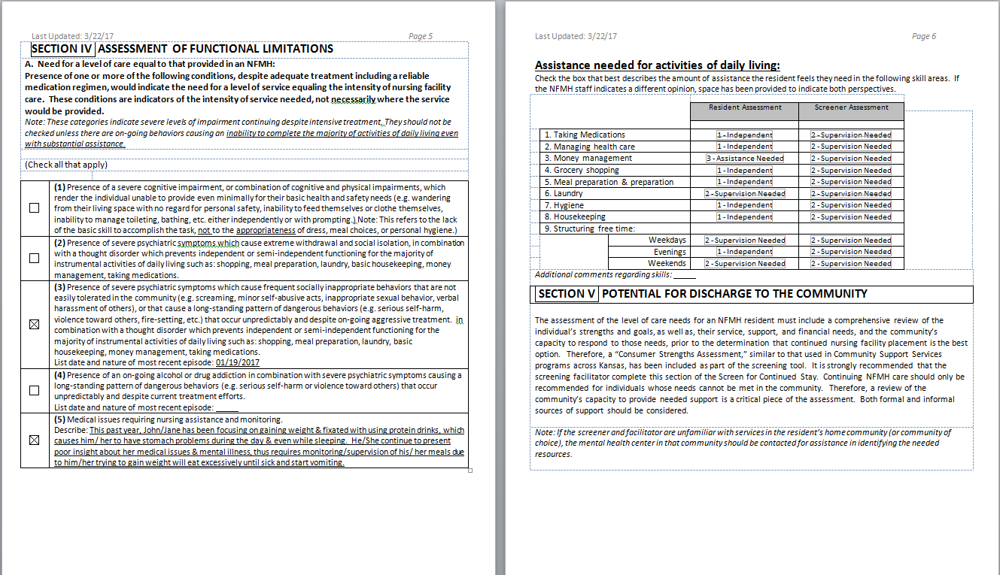 Last Updated: 3/22/17 Page 5
SECTION IV ASSESSMENT OF FUNCTIONAL LIMITATIONS
A. Need for a level of care equal to that provided in an NFMH:
Presence of one or more of the following conditions, despite adequate treatment including a reliable
medication regimen, would indicate the need for a level of service equaling the intensity of nursing facility
care. These conditions are indicators of the intensity of service needed, not necessarily where the service
would be provided.
Note: These categories indicate severe levels of impairment continuing despite intensive treatment, They should not be
checked unless there are on-going behaviors causing an inability to complete the majority of activities of daily living even
with substantial assistance.
(Check all that apply)
(1) Presence of a severe cognitive impairment, or combination of cognitive and physical impairments, which
render the individual unable to provide even minimally for their basic health and safety needs (e.g. wandering
from their living space with no regard for personal safety, inability to feed themselves or clothe themselves,
inability to manage toileting, bathing, etc. either independently or with prompting.) Note: This refers to the lack
of the basic skill to accomplish the task, not to the appropriateness of dress, meal choices, or personal hygiene.)
(2) Presence of severe psychiatric symptoms which cause extreme withdrawal and social isolation, in combination
with a thought disorder which prevents independent or semi-independent functioning for the majority of
instrumental activities of daily living such as: shopping, meal preparation, laundry, basic housekeeping, money
management, taking medications.
(3) Presence of severe psychiatric symptoms which cause frequent socially inappropriate behaviors that are not
easily tolerated in the community (e.g. screaming, minor self-abusive acts, inappropriate sexual behavior, verbal
harassment of others), or that cause a long-standing pattern of dangerous behaviors (e.g. serious self-harm,
violence toward others, fire-setting, etc.) that occur unpredictably and despite on-going aggressive treatment. in
combination with a thought disorder which prevents independent or semi-independent functioning for the
majority of instrumental activities of daily living such as: shopping, meal preparation, laundry, basic
housekeeping, money management, taking medications.
List date and nature of most recent episode: 01/19/2017
(4) Presence of an on-going alcohol or drug addiction in combination with severe psychiatric symptoms causing a
long-standing pattern of dangerous behaviors (e.g. serious self-harm or violence toward others) that occur
unpredictably and despite current treatment efforts.
List date and nature of most recent episode: _____
(5) Medical issues requiring nursing assistance and monitoring.
Describe: This past year, John/Jane has been focusing on gaining weight & fixated with using protein drinks, which
causes him/ her to have stomach problems during the day & even while sleeping. He/She continue to present
poor insight about her medical issues & mental illness, thus requires monitoring/supervision of his/ her meals due
to him/her trying to gain weight will eat excessively until sick and start vomiting.
Last Updated: 3/22/17 Page 6
Assistance needed for activities of daily living:
Check the box that best describes the amount of assistance the resident feels they need in the following skill areas. If
the NFMH staff indicates a different opinion, space has been provided to indicate both perspectives.
Resident Assessment Screener Assessment
1. Taking Medications 1 - Independent 2 - Supervision Needed
2. Managing health care 1 - Independent 2 - Supervision Needed
3. Money management 3 - Assistance Needed 2 - Supervision Needed
4. Grocery shopping 1 - Independent 2 - Supervision Needed
5. Meal preparation & preparation 1 - Independent 2 - Supervision Needed
6. Laundry 2 - Supervision Needed 2 - Supervision Needed
7. Hygiene 1 - Independent 2 - Supervision Needed
8. Housekeeping 1 - Independent 2 - Supervision Needed
9. Structuring free time:
Weekdays 2 - Supervision Needed 2 - Supervision Needed
Evenings 1 - Independent 2 - Supervision Needed
Weekends 2 - Supervision Needed 2 - Supervision Needed
Additional comments regarding skills: _____
SECTION V POTENTIAL FOR DISCHARGE TO THE COMMUNITY
The assessment of the level of care needs for an NFMH resident must include a comprehensive review of the
individual's strengths and goals, as well as, their service, support, and financial needs, and the community's
capacity to respond to those needs, prior to the determination that continued nursing facility placement is the best
option. Therefore, a "Consumer Strengths Assessment," similar to that used in Community Support Services
programs across Kansas, has been included as part of the screening tool. It is strongly recommended that the
screening facilitator complete this section of the Screen for Continued Stay. Continuing NFMH care should only be
recommended for individuals whose needs cannot be met in the community. Therefore, a review of the
community's capacity to provide needed support is a critical piece of the assessment. Both formal and informal
sources of support should be considered.
Note: If the screener and facilitator are unfamiliar with services in the resident's home community (or community of
choice), the mental health center in that community should be contacted for assistance in identifying the needed
resources.